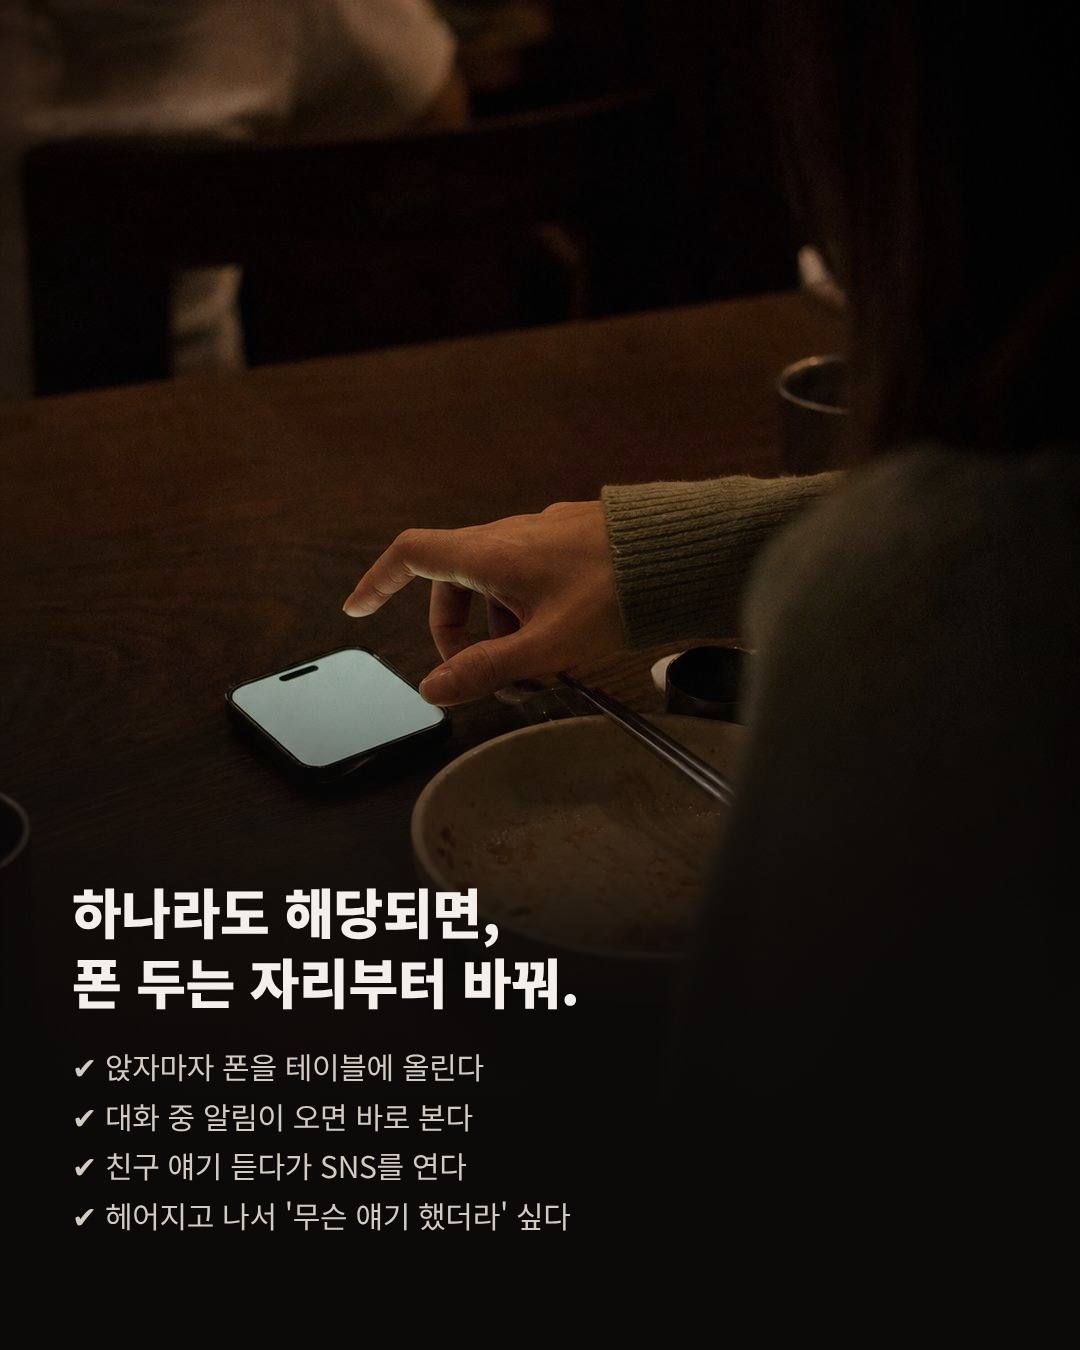 하나라도 해당되면,
폰 두는 자리부터 바꿔.
✔ 앉자마자 폰을 테이블에 올린다
✔ 대화 중 알림이 오면 바로 본다
✔ 친구 얘기 듣다가 SNS를 연다
✔ 헤어지고 나서 '무슨 얘기 했더라' 싶다